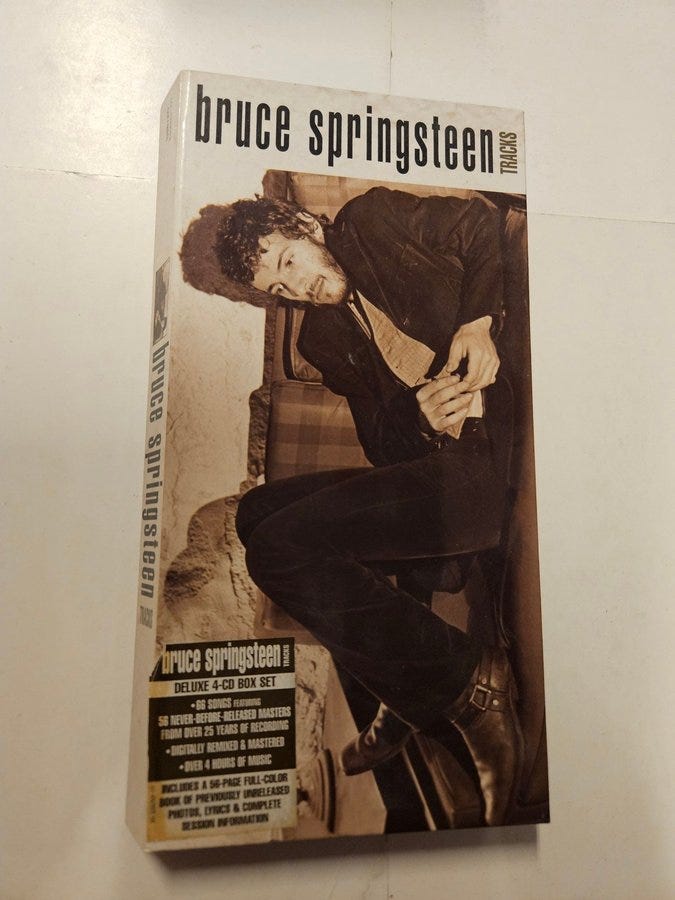 bruce springsteen
TRACKS
bruce springsteen
TRACKS
bruce springsteen
TRACKS
DELUXE 4-CD BOX SET
•66 SONGS FEATURING
56 NEVER-BEFORE-RELEASED MASTERS
FROM OVER 25 YEARS OF RECORDING
•DIGITALLY REMIXED & MASTERED
•OVER 4 HOURS OF MUSIC
INCLUDES A 56-PAGE FULL-COLOR
BOOK OF PREVIOUSLY UNRELEASED
PHOTOS, LYRICS & COMPLETE
SESSION INFORMATION